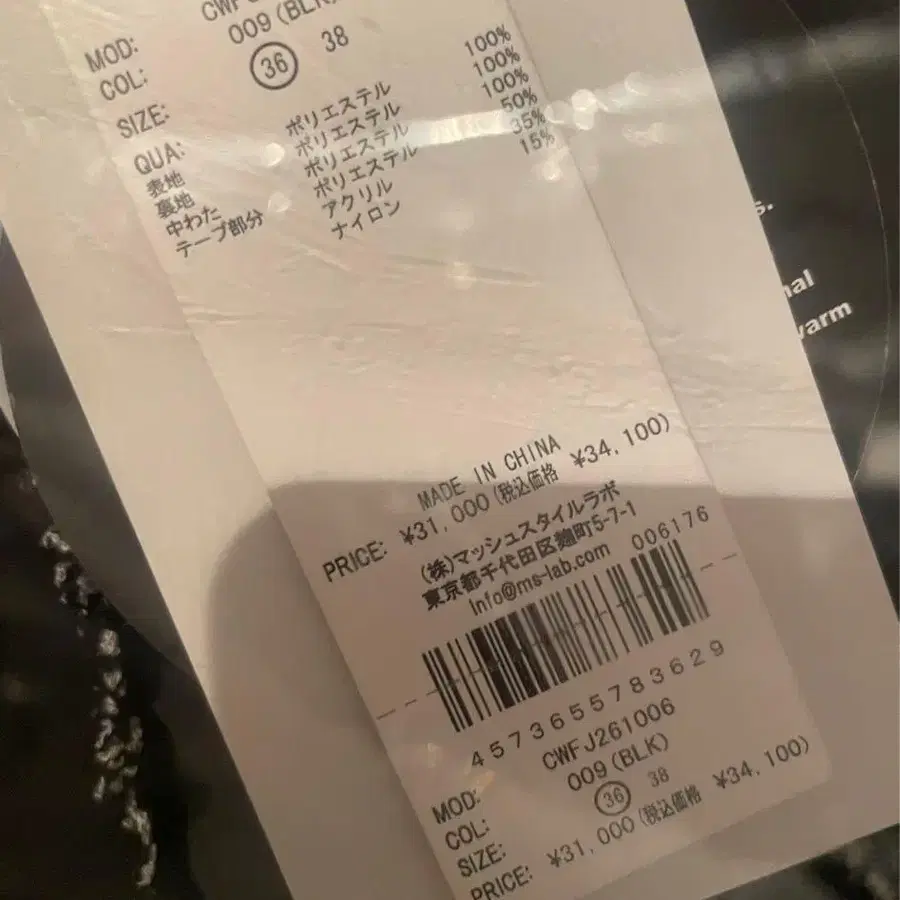 MOD: CWFJ
COL: 009(BLK)
SIZE: 36 38
QUA:
表地 ポリエステル 100%
裏地 ポリエステル 100%
中わた ポリエステル 100%
テープ部分 ポリエステル 50%
アクリル 35%
ナイロン 15%
MADE IN CHINA
PRICE: ¥31,000(税込価格 ¥34,100)
(株)マッシュスタイルラボ
東京都千代田区麹町5-7-1
info@ms-lab.com 006176
4573655783629
MOD: CWFJ261006
COL: 009(BLK)
SIZE: 36 38
PRICE: ¥31,000(税込価格 ¥34,100)